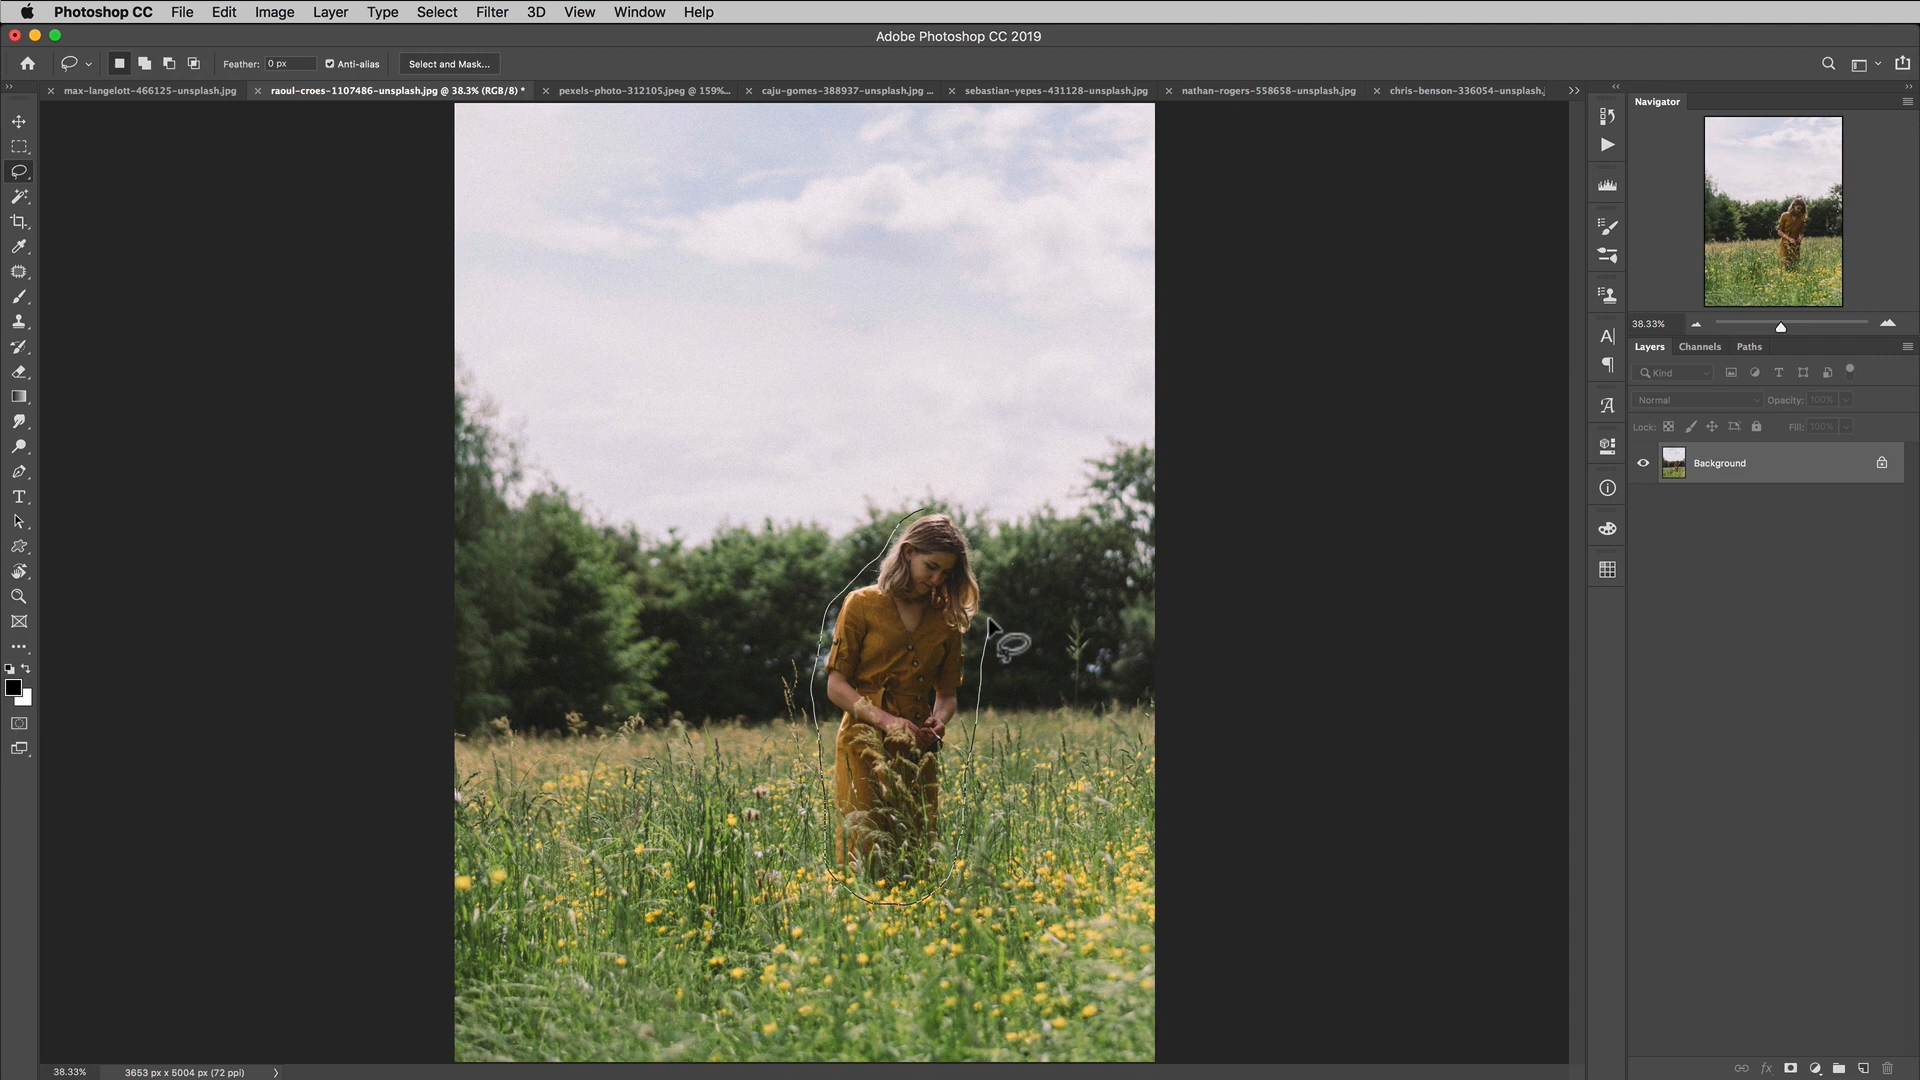 Photoshop CC File Edit Image Layer Type Select Filter 3D View Window Help
Adobe Photoshop CC 2019
Feather: 0 px Anti-alias Select and Mask...
max-langelott-466125-unsplash.jpg raoul-croes-1107486-unsplash.jpg @ 38.3% (RGB/8) * pexels-photo-312105.jpeg @ 159%... caju-gomes-388937-unsplash.jpg ... sebastian-yepes-431128-unsplash.jpg nathan-rogers-558658-unsplash.jpg chris-benson-336054-unsplash.j
Navigator
38.33%
Layers Channels Paths
Kind
Normal Opacity: 100%
Lock: Fill: 100%
Background
38.33% 3653 px x 5004 px (72 ppi)